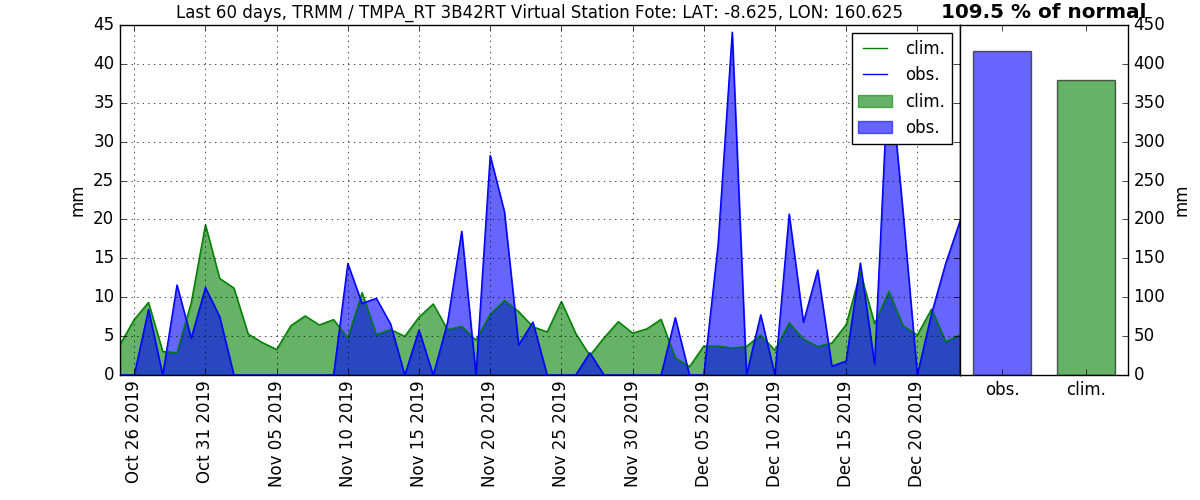 Last 60 days, TRMM / TMPA_RT 3B42RT Virtual Station Fote: LAT: -8.625, LON: 160.625
109.5 % of normal
45
40
35
30
25
20
15
10
5
0
mm
clim.
obs.
clim.
obs.
Oct 26 2019
Oct 31 2019
Nov 05 2019
Nov 10 2019
Nov 15 2019
Nov 20 2019
Nov 25 2019
Nov 30 2019
Dec 05 2019
Dec 10 2019
Dec 15 2019
Dec 20 2019
450
400
350
300
250
200
150
100
50
0
mm
obs.
clim.